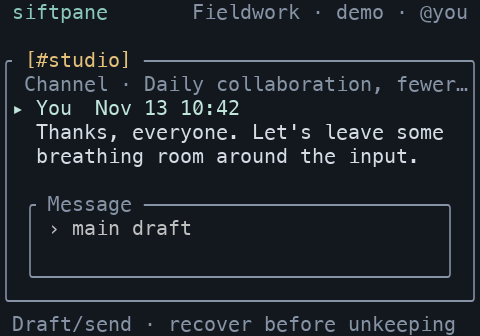 siftpane Fieldwork · demo · @you
[#studio]
Channel · Daily collaboration, fewer…
▸ You Nov 13 10:42
Thanks, everyone. Let's leave some
breathing room around the input.
Message
› main draft
Draft/send · recover before unkeeping